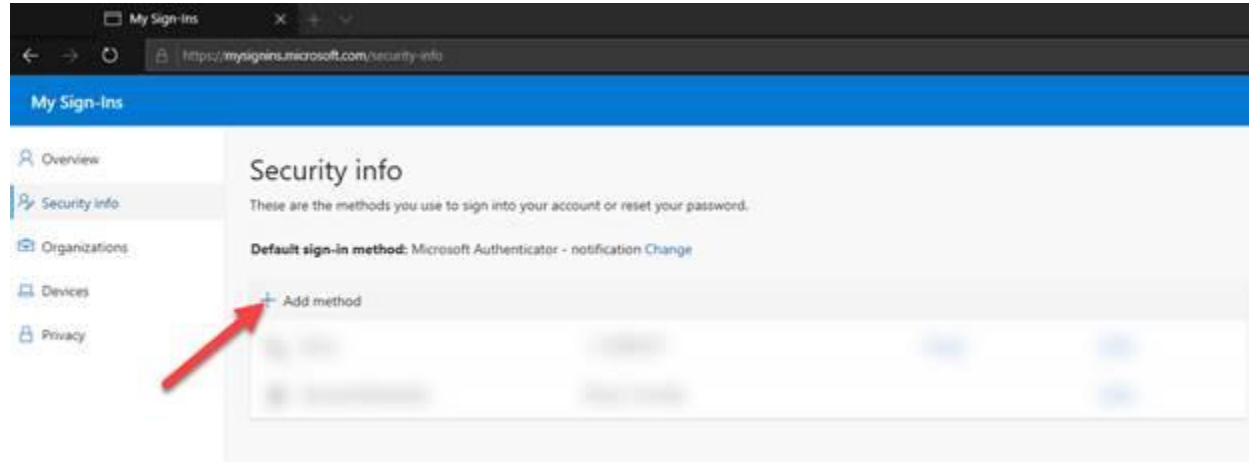 My Sign-Ins
https://mysignins.microsoft.com/security-info
My Sign-Ins
Overview
Security info
Organizations
Devices
Privacy
Security info
These are the methods you use to sign into your account or reset your password.
Default sign-in method: Microsoft Authenticator - notification Change
Add method